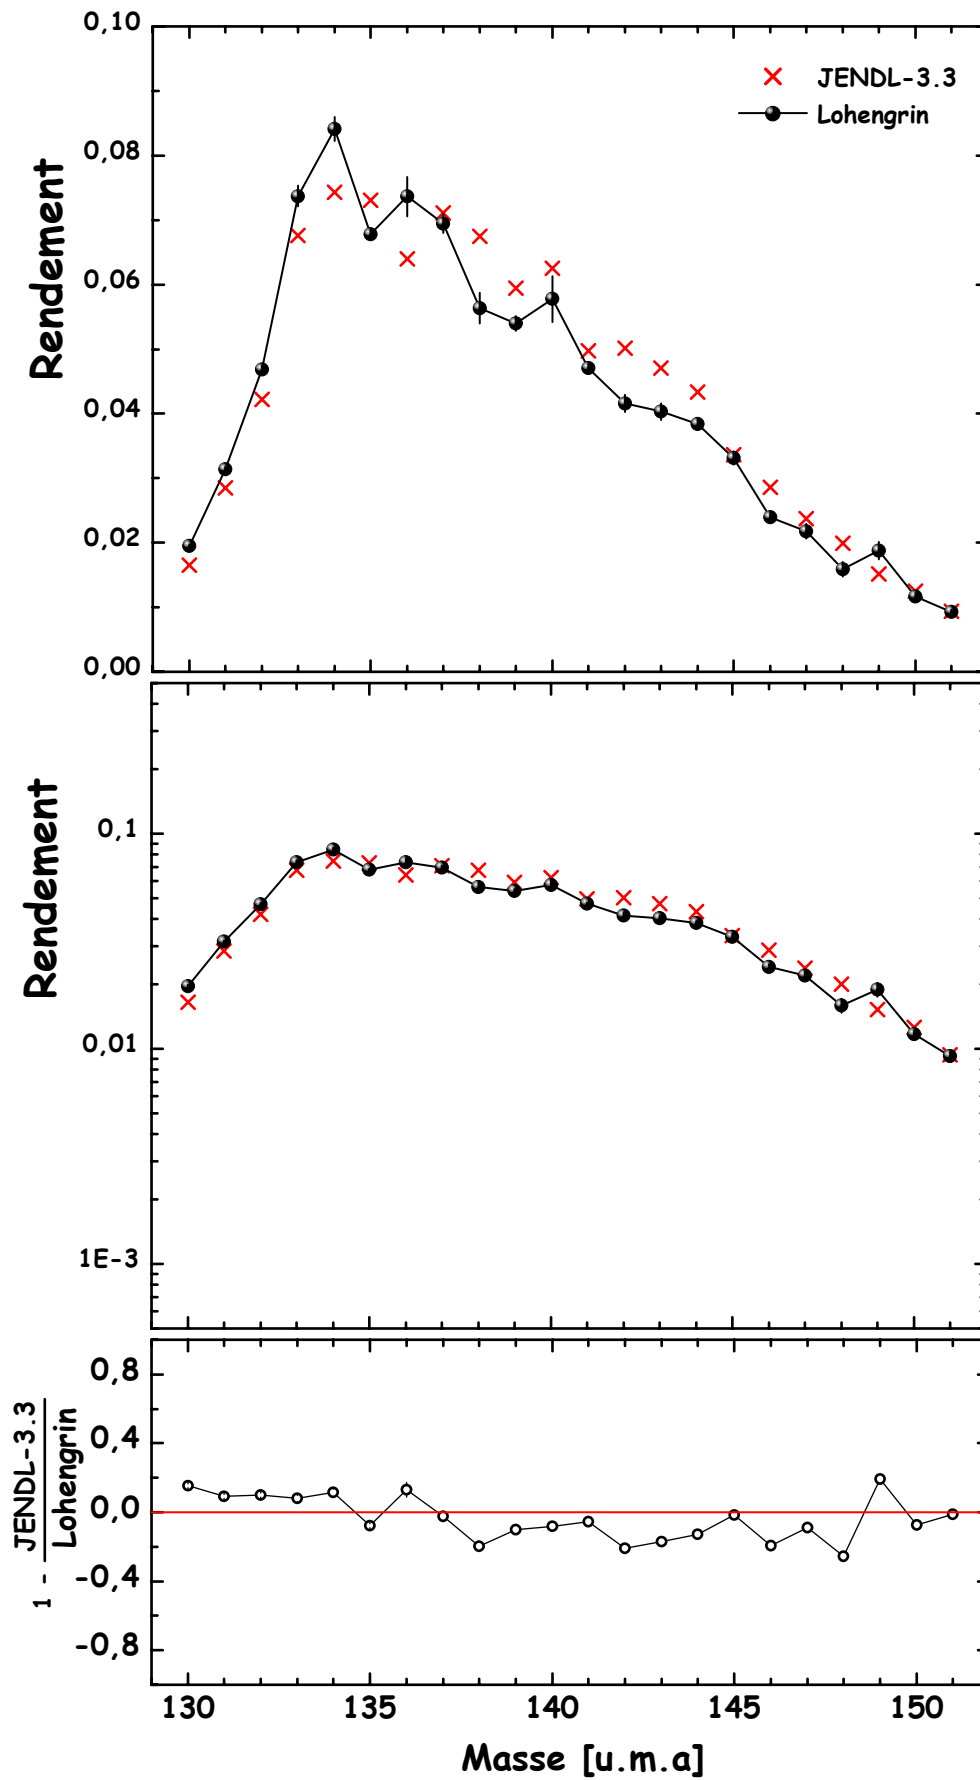 0,10
JENDL-3.3
Lohengrin
0,08
0,06
0,04
0,02
0,00
Rendement
0,1
0,01
1E-3
Rendement
0,8
0,4
0,0
-0,4
-0,8
1 - JENDL-3.3
Lohengrin
130 135 140 145 150
Masse [u.m.a]